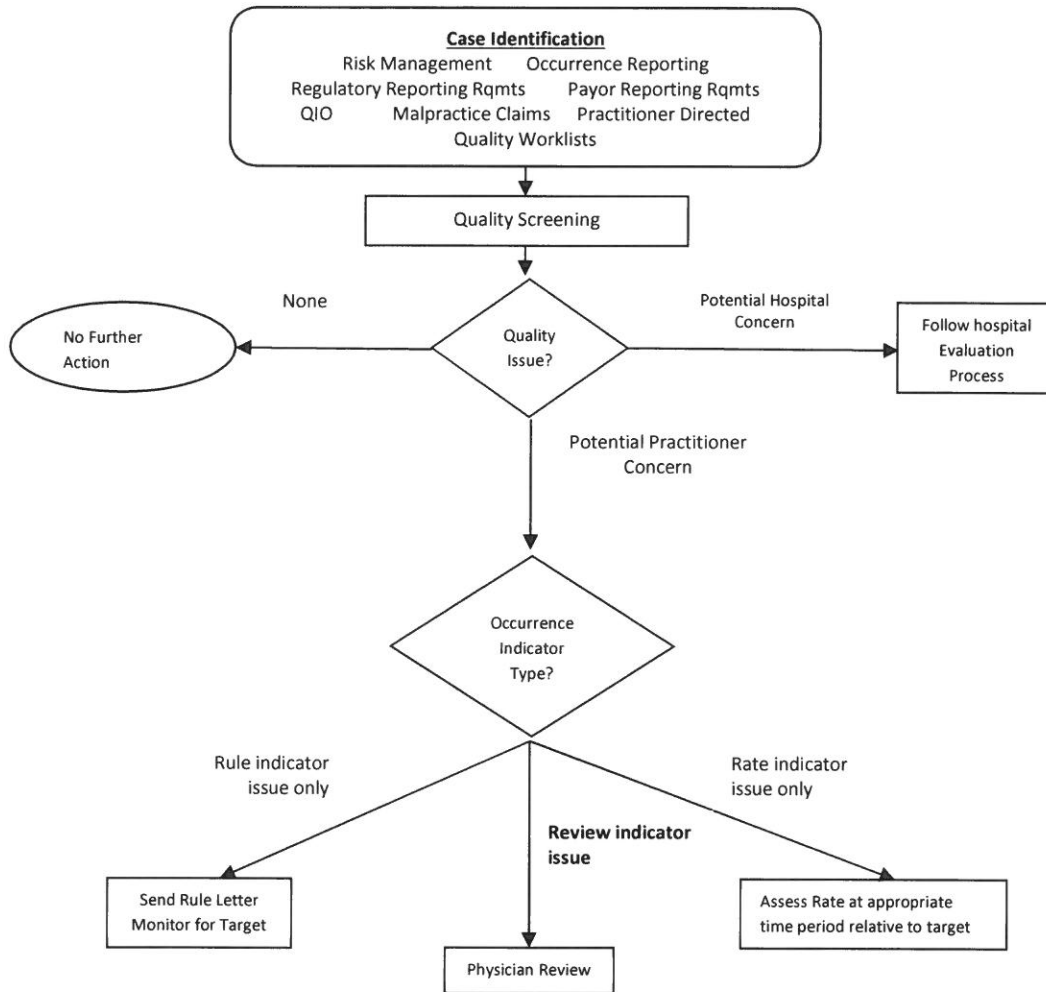 Case Identification
Risk Management Occurrence Reporting
Regulatory Reporting Rqmts Payor Reporting Rqmts
QIO Malpractice Claims Practitioner Directed
Quality Worklists
Quality Screening
None
Potential Hospital
Concern
No Further
Action
Quality
Issue?
Follow hospital
Evaluation
Process
Potential Practitioner
Concern
Occurrence
Indicator
Type?
Rule indicator
issue only
Review indicator
issue
Rate indicator
issue only
Send Rule Letter
Monitor for Target
Physician Review
Assess Rate at appropriate
time period relative to target